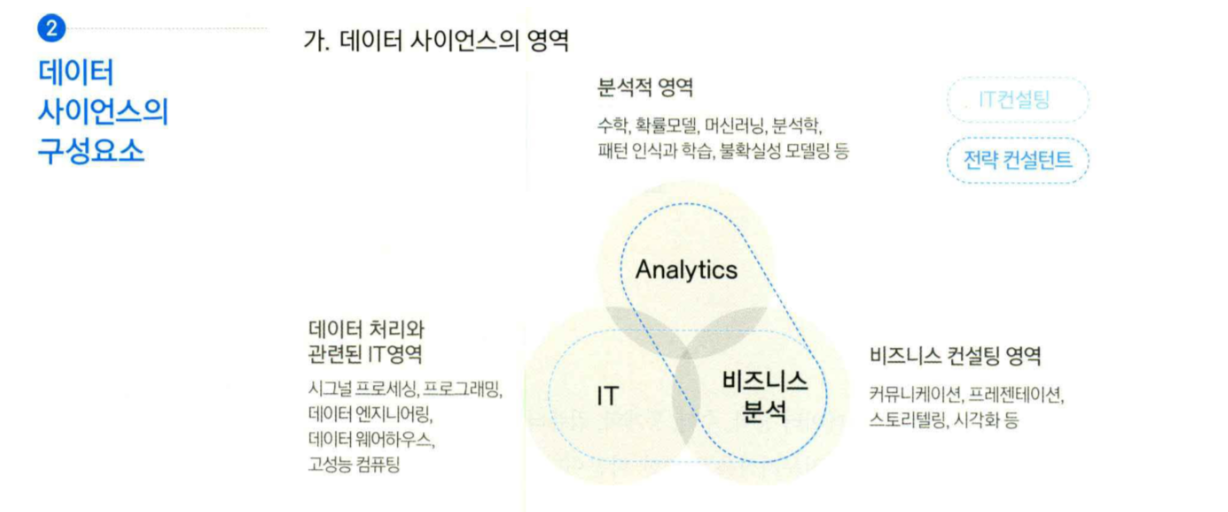 2
데이터
사이언스의
구성요소
가. 데이터 사이언스의 영역
분석적 영역
수학, 확률모델, 머신러닝, 분석학,
패턴 인식과 학습, 불확실성 모델링 등
IT컨설팅
전략 컨설턴트
Analytics
데이터 처리와
관련된 IT영역
시그널 프로세싱, 프로그래밍,
데이터 엔지니어링,
데이터 웨어하우스,
고성능 컴퓨팅
IT
비즈니스
분석
비즈니스 컨설팅 영역
커뮤니케이션, 프레젠테이션,
스토리텔링, 시각화 등